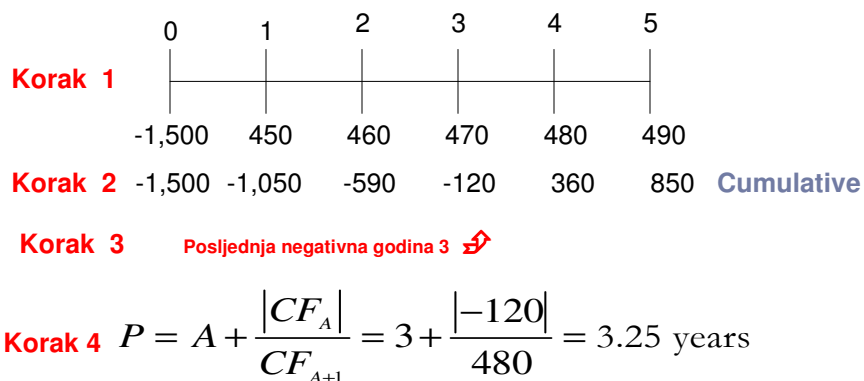 0 1 2 3 4 5
Korak 1
-1,500 450 460 470 480 490
Korak 2 -1,500 -1,050 -590 -120 360 850 Cumulative
Korak 3 Posljednja negativna godina 3
Korak 4 P = A + |CF_A| / CF_{A+1} = 3 + |-120| / 480 = 3.25 years